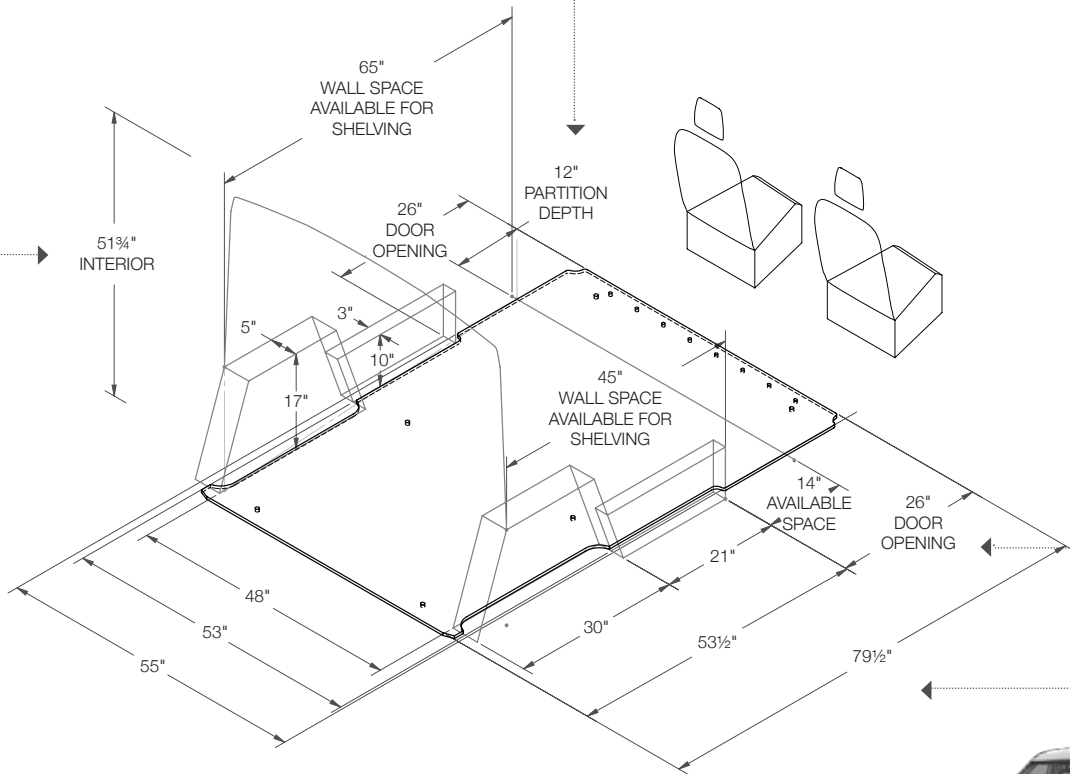 65"
WALL SPACE
AVAILABLE FOR
SHELVING
12"
PARTITION
DEPTH
26"
DOOR
OPENING
51¾"
INTERIOR
5"
3"
10"
17"
45"
WALL SPACE
AVAILABLE FOR
SHELVING
14"
AVAILABLE
SPACE
26"
DOOR
OPENING
21"
30"
53½"
79½"
48"
53"
55"